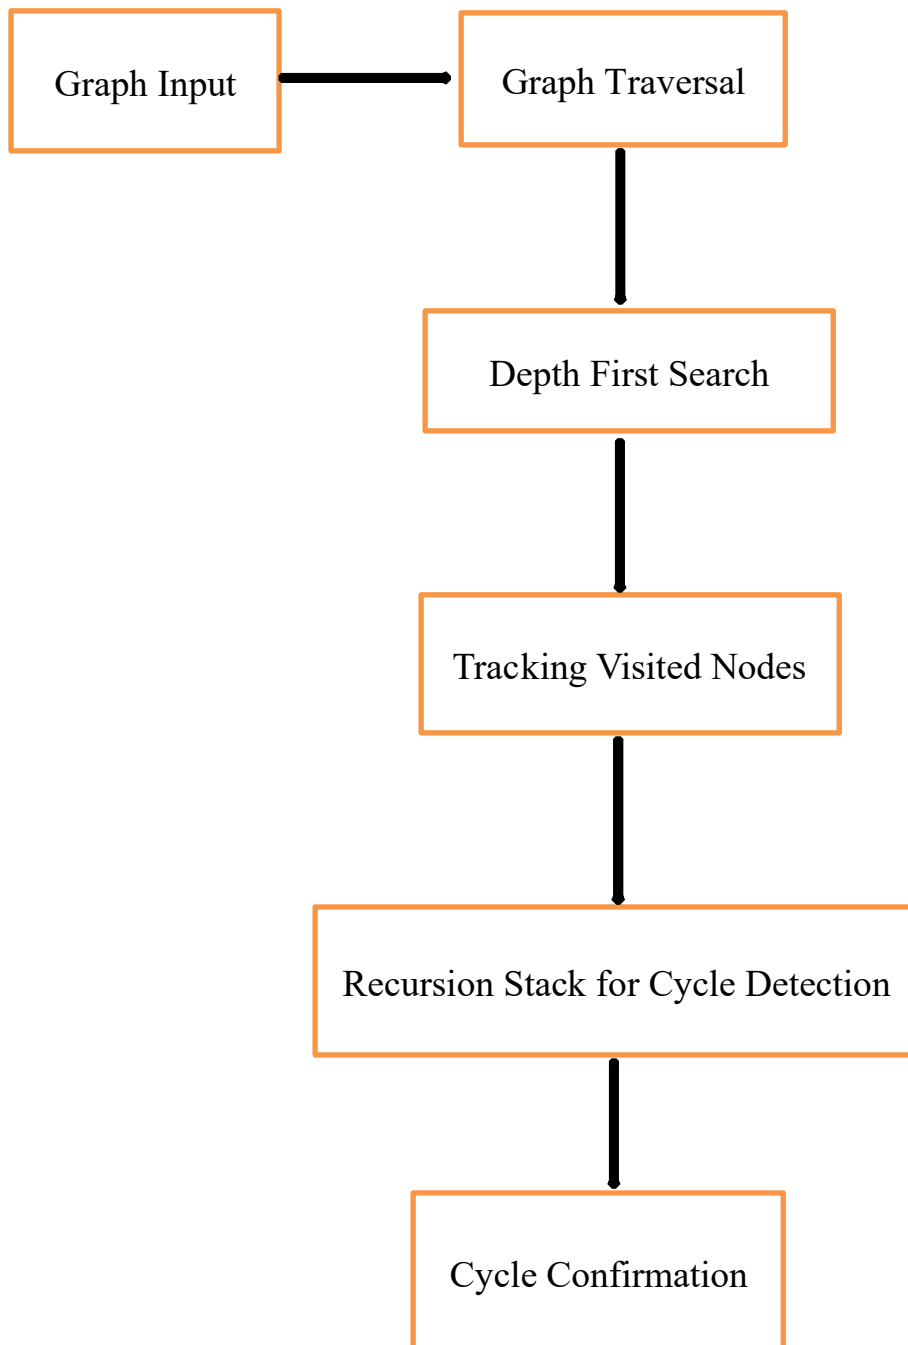 Graph Input
Graph Traversal
Depth First Search
Tracking Visited Nodes
Recursion Stack for Cycle Detection
Cycle Confirmation